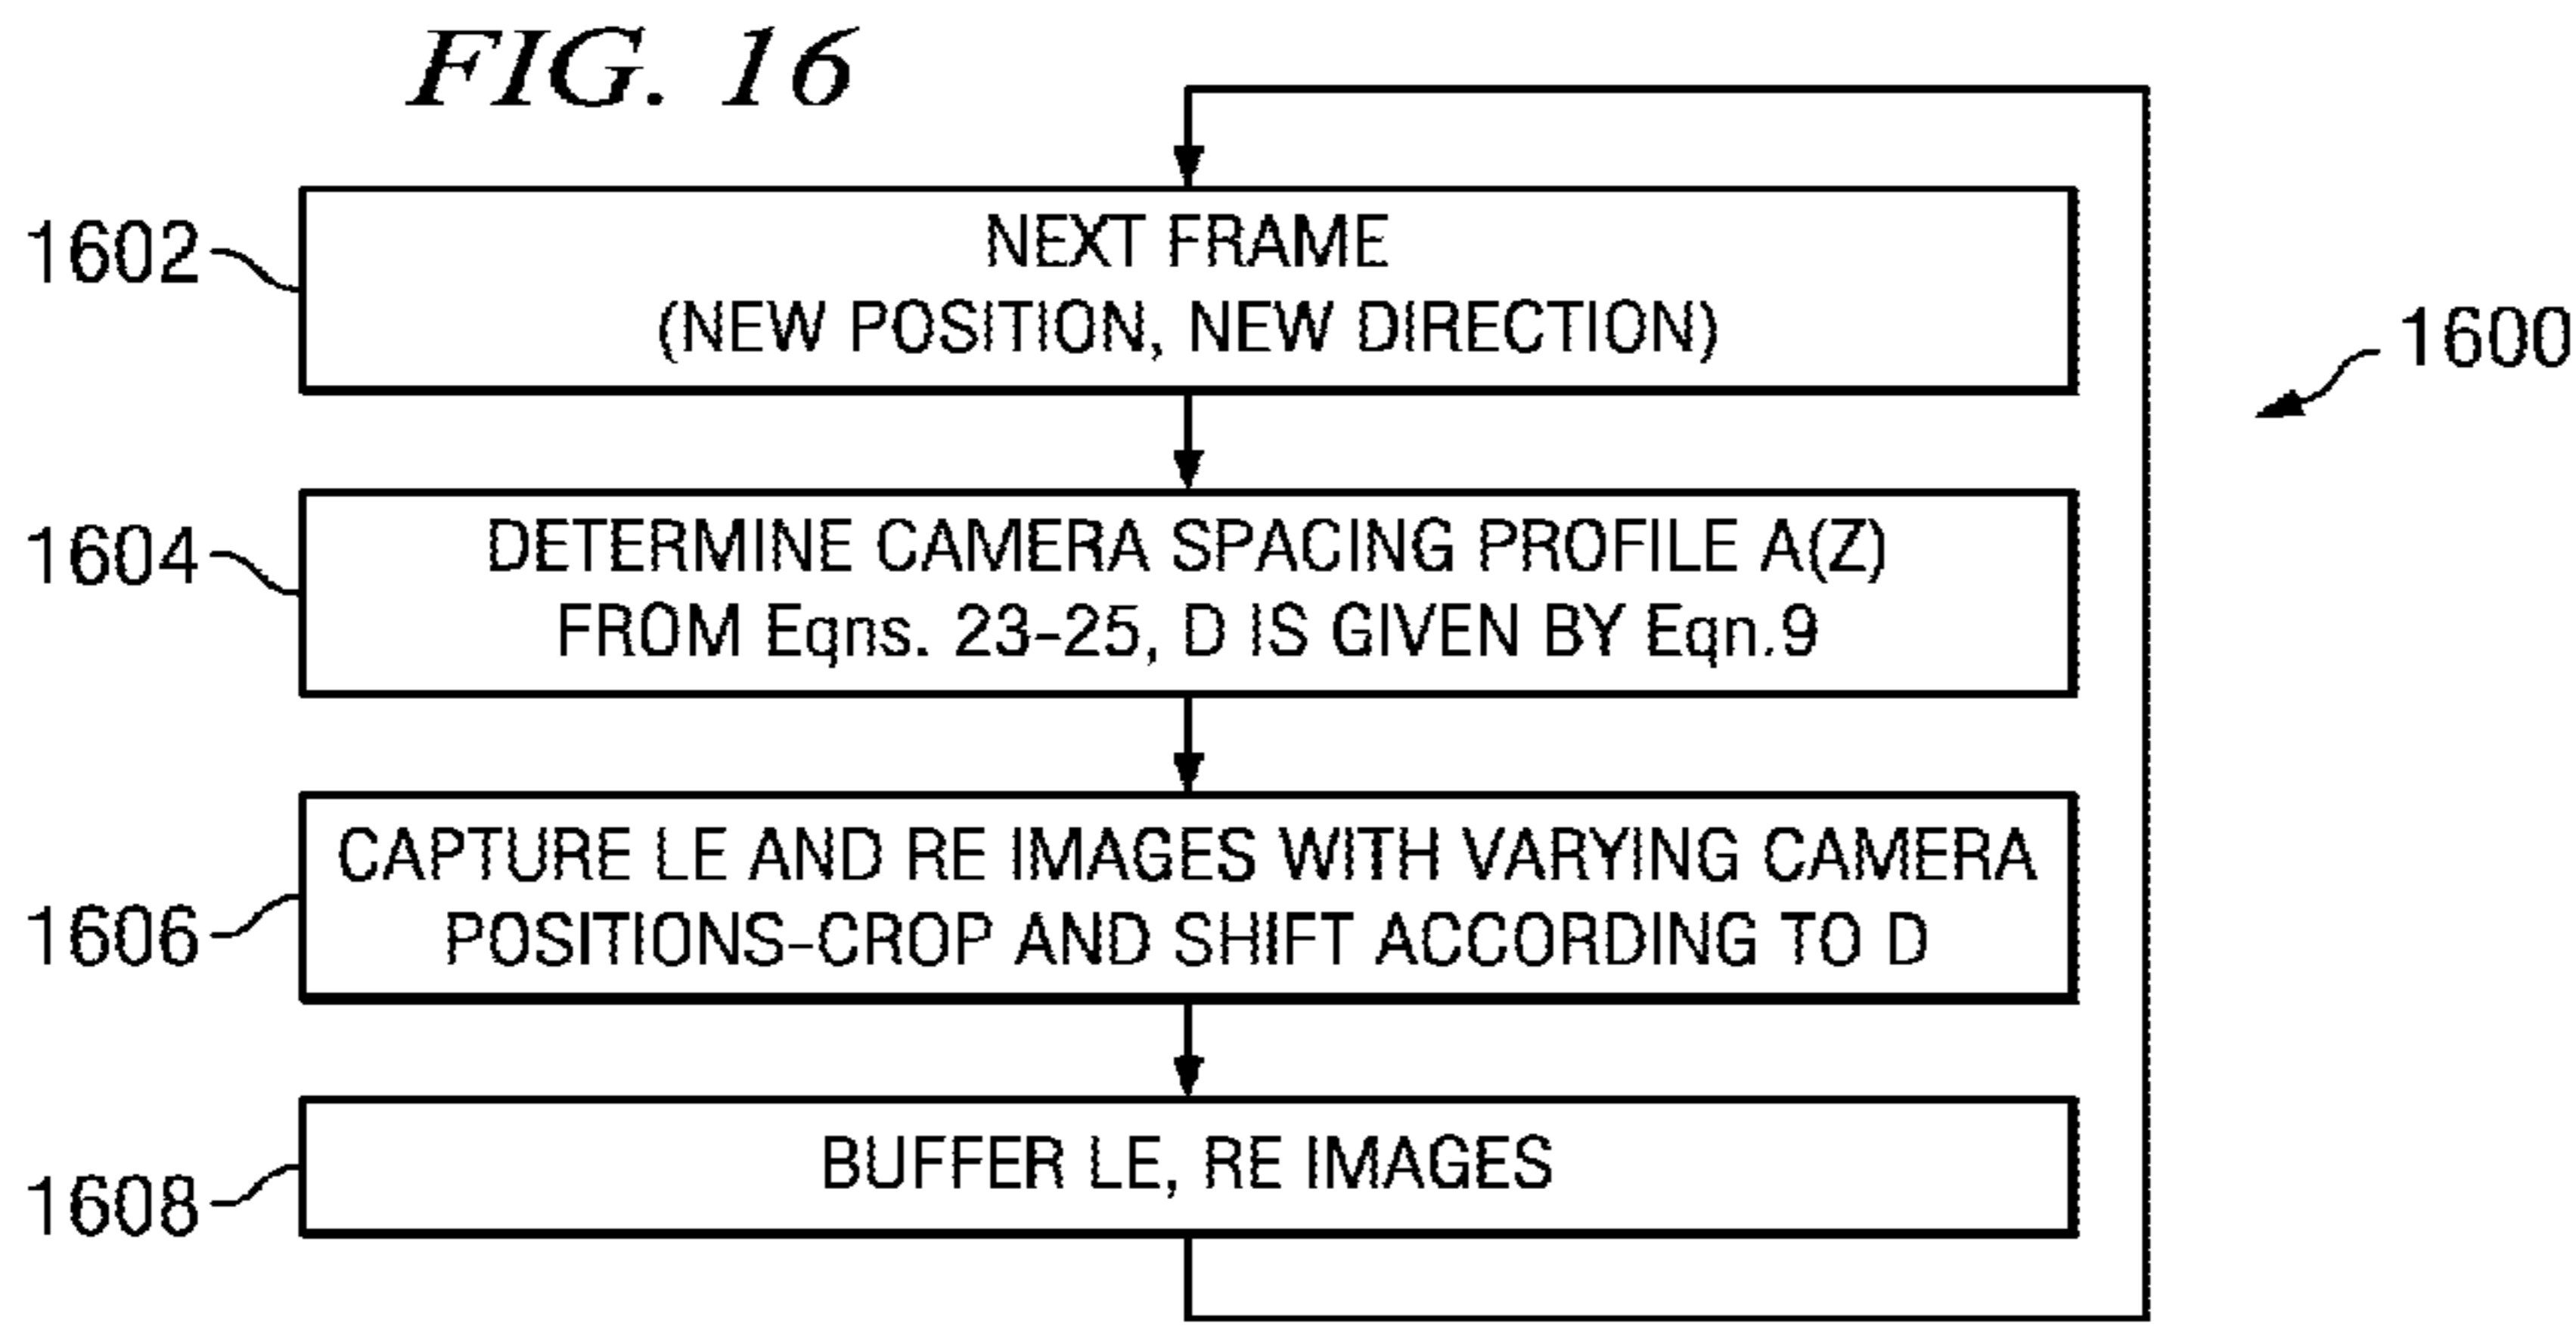 FIG. 16
1602
NEXT FRAME
(NEW POSITION, NEW DIRECTION)
1600
1604
DETERMINE CAMERA SPACING PROFILE A(Z)
FROM Eqns. 23-25, D IS GIVEN BY Eqn.9
1606
CAPTURE LE AND RE IMAGES WITH VARYING CAMERA
POSITIONS-CROP AND SHIFT ACCORDING TO D
1608
BUFFER LE, RE IMAGES